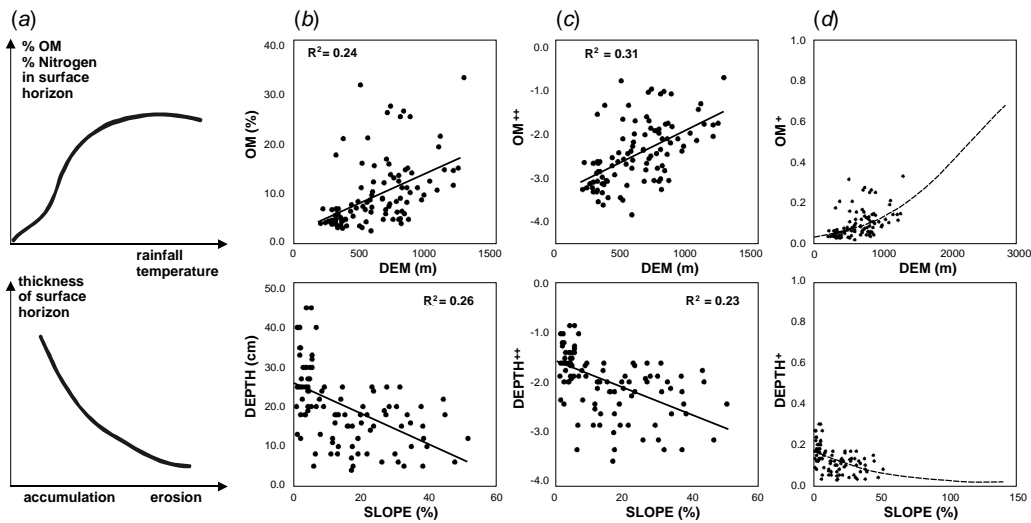 (a)
(b)
(c)
(d)
% OM
% Nitrogen
in surface
horizon
rainfall
temperature
40.0
30.0
20.0
10.0
0.0
OM (%)
R² = 0.24
0
500
1000
1500
DEM (m)
0.0
-1.0
-2.0
-3.0
-4.0
OM⁺⁺
R² = 0.31
0
500
1000
1500
DEM (m)
1.0
0.8
0.6
0.4
0.2
0.0
OM⁺
0
1000
2000
3000
DEM (m)
thickness
of surface
horizon
accumulation
erosion
50.0
40.0
30.0
20.0
10.0
0.0
DEPTH (cm)
R² = 0.26
0
20
40
60
SLOPE (%)
0.0
-1.0
-2.0
-3.0
-4.0
DEPTH⁺⁺
R² = 0.23
0
20
40
60
SLOPE (%)
1.0
0.8
0.6
0.4
0.2
0.0
DEPTH⁺
0
50
100
150
SLOPE (%)